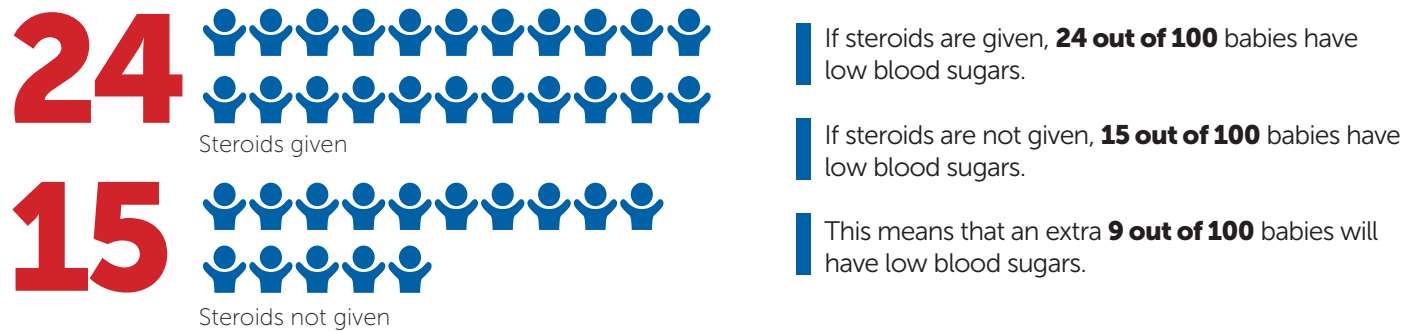 24
Steroids given
15
Steroids not given
If steroids are given, 24 out of 100 babies have
low blood sugars.
If steroids are not given, 15 out of 100 babies have
low blood sugars.
This means that an extra 9 out of 100 babies will
have low blood sugars.